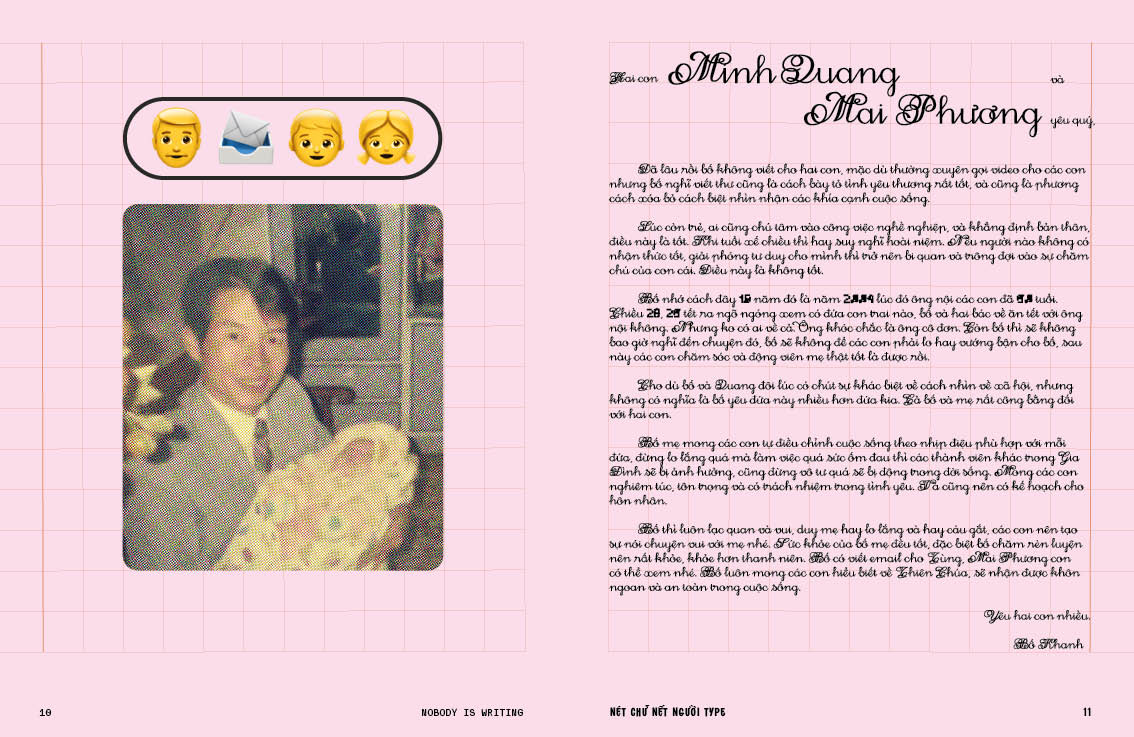 Hai con Minh Quang và
Mai Phương yêu quý,
Đã lâu rồi bố không viết cho hai con, mặc dù thường xuyên gọi video cho các con
nhưng bố nghĩ viết thư cũng là cách bày tỏ tình yêu thương rất tốt, và cũng là phương
cách xóa bỏ cách biệt nhìn nhận các khía cạnh cuộc sống.
Lúc còn trẻ, ai cũng chú tâm vào công việc nghề nghiệp, và khẳng định bản thân,
điều này là tốt. Khi tuổi xế chiều thì hay suy nghĩ hoài niệm. Nếu người nào không có
nhận thức tốt, giải phóng tư duy cho mình thì trở nên bi quan và trông đợi vào sự chăm
chú của con cái. Điều này là không tốt.
Bố nhớ cách đây năm đó là năm lúc đó ông nội các con đã tuổi.
Chiều 28, 29 tết ra ngõ ngóng xem có đứa con trai nào, bố và hai bác về ăn tết với ông
nội không. Nhưng ko có ai về cả. Ông khóc chắc là ông cô đơn. Còn bố thì sẽ không
bao giờ nghĩ đến chuyện đó, bố sẽ không để các con phải lo hay vướng bận cho bố, sau
này các con chăm sóc và động viên mẹ thật tốt là được rồi.
Cho dù bố và Quang đôi lúc có chút sự khác biệt về cách nhìn về xã hội, nhưng
không có nghĩa là bố yêu đứa này nhiều hơn đứa kia. Cả bố và mẹ rất công bằng đối
với hai con.
Bố mẹ mong các con tự điều chỉnh cuộc sống theo nhịp điệu phù hợp với mỗi
đứa, đừng lo lắng quá mà làm việc quá sức ốm đau thì các thành viên khác trong Gia
Đình sẽ bị ảnh hưởng, cũng đừng vô tư quá sẽ bị động trong đời sống. Mong các con
nghiêm túc, tôn trọng và có trách nhiệm trong tình yêu. Và cũng nên có kế hoạch cho
hôn nhân.
Bố thì luôn lạc quan và vui, duy mẹ hay lo lắng và hay cáu gắt, các con nên tạo
sự nói chuyện vui với mẹ nhé. Sức khỏe của bố mẹ đều tốt, đặc biệt bố chăm rèn luyện
nên rất khỏe, khỏe hơn thanh niên. Bố có viết email cho Tùng, Mai Phương con
có thể xem nhé. Bố luôn mong các con hiểu biết về Thiên Chúa, sẽ nhận được khôn
ngoan và an toàn trong cuộc sống.
Yêu hai con nhiều.
Bố Khanh
10
NOBODY IS WRITING
NÉT CHỮ NẾT NGƯỜI TYPE
11